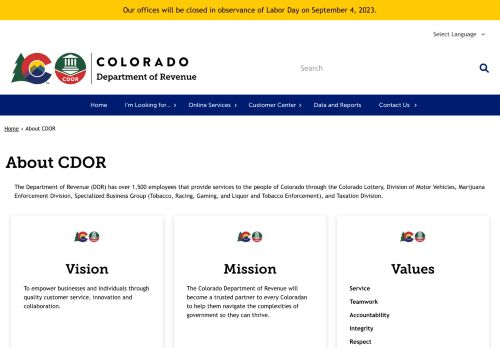 Our offices will be closed in observance of Labor Day on September 4, 2023.
Select Language
COLORADO
Department of Revenue
CDOR
Search
Home I'm Looking for... Online Services Customer Center Data and Reports Contact Us
Home › About CDOR
About CDOR
The Department of Revenue (DOR) has over 1,500 employees that provide services to the people of Colorado through the Colorado Lottery, Division of Motor Vehicles, Marijuana
Enforcement Division, Specialized Business Group (Tobacco, Racing, Gaming, and Liquor and Tobacco Enforcement), and Taxation Division.
Vision
To empower businesses and individuals through
quality customer service, innovation and
collaboration.
Mission
The Colorado Department of Revenue will
become a trusted partner to every Coloradan
to help them navigate the complexities of
government so they can thrive.
Values
Service
Teamwork
Accountability
Integrity
Respect